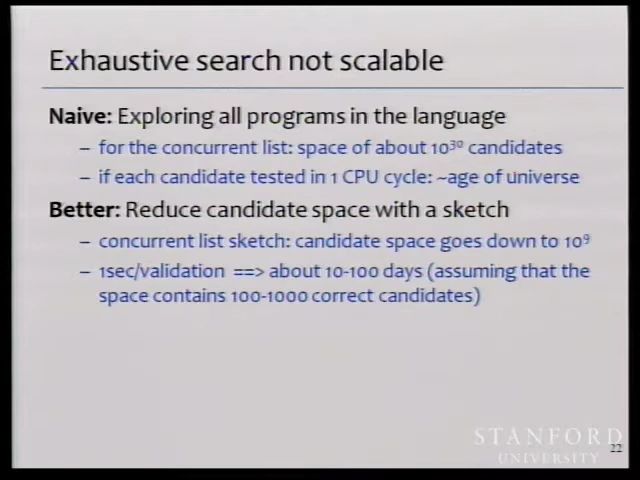 Exhaustive search not scalable
Naive: Exploring all programs in the language
– for the concurrent list: space of about 10³⁰ candidates
– if each candidate tested in 1 CPU cycle: ~age of universe
Better: Reduce candidate space with a sketch
– concurrent list sketch: candidate space goes down to 10⁹
– 1sec/validation ==> about 10-100 days (assuming that the
space contains 100-1000 correct candidates)
STANFORD
UNIVERSITY
22